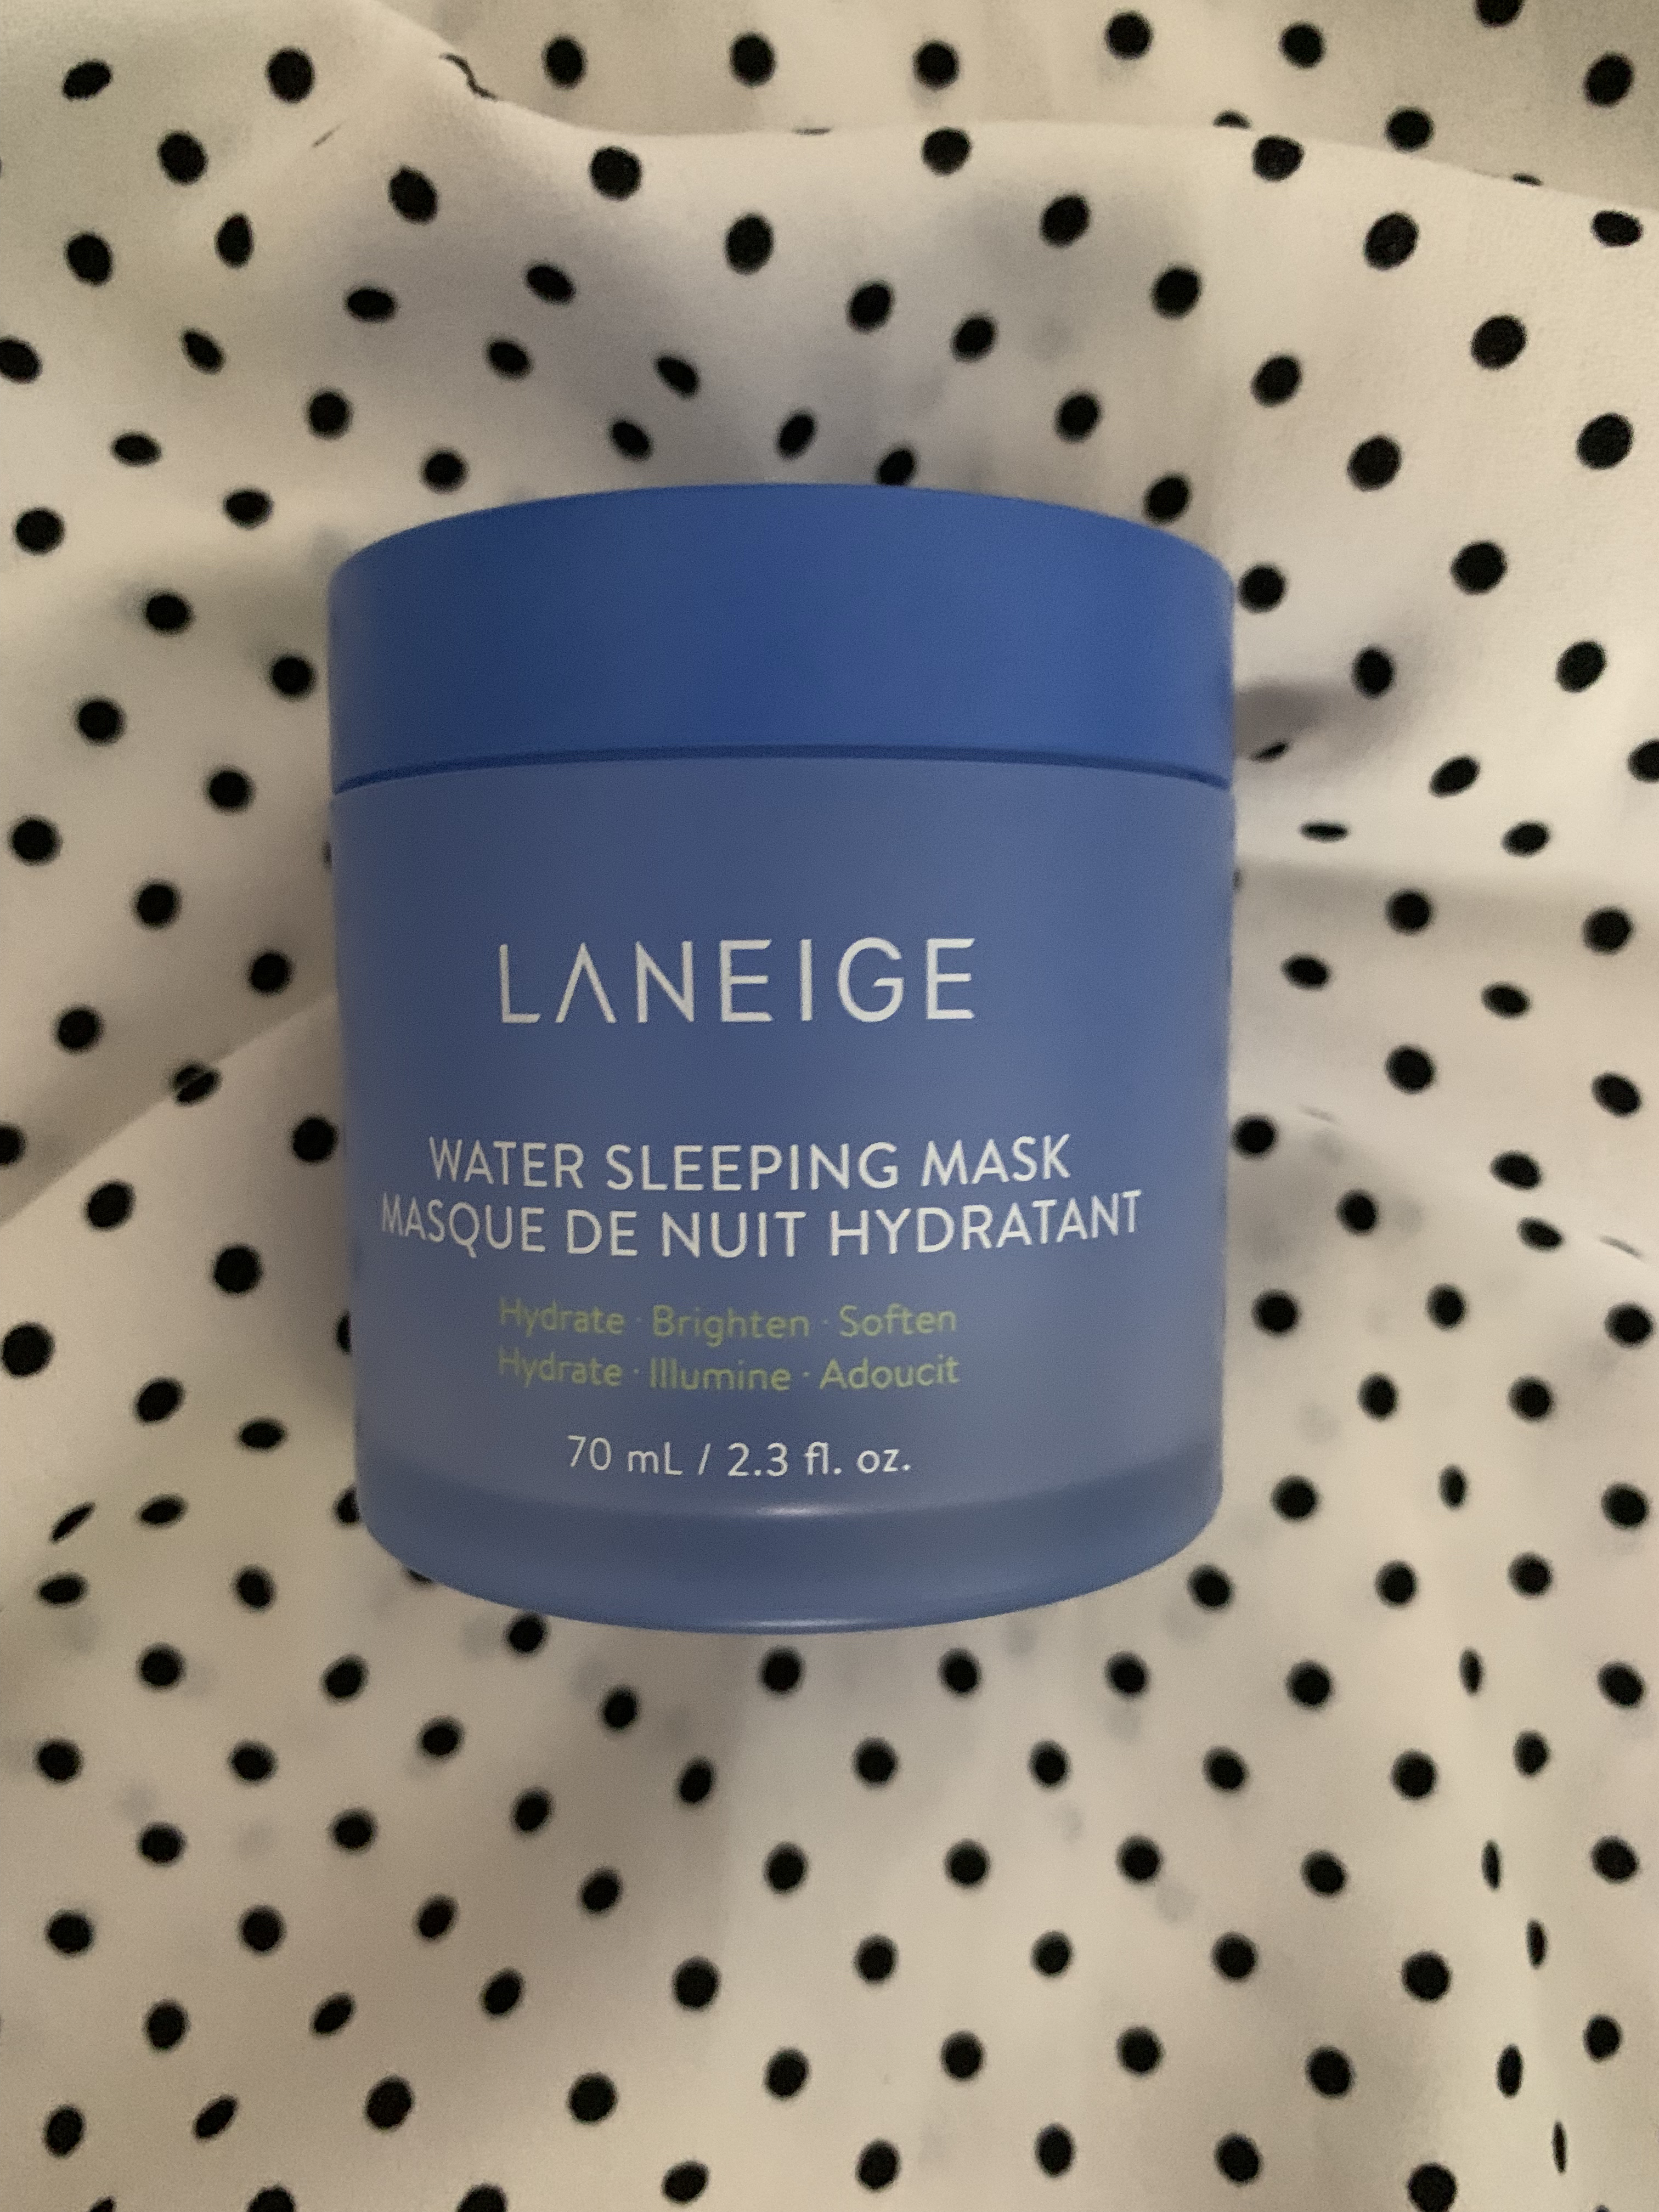 LANEIGE
WATER SLEEPING MASK
MASQUE DE NUIT HYDRATANT
Hydrate · Brighten · Soften
Hydrate · Illumine · Adoucit
70 mL / 2.3 fl. oz.